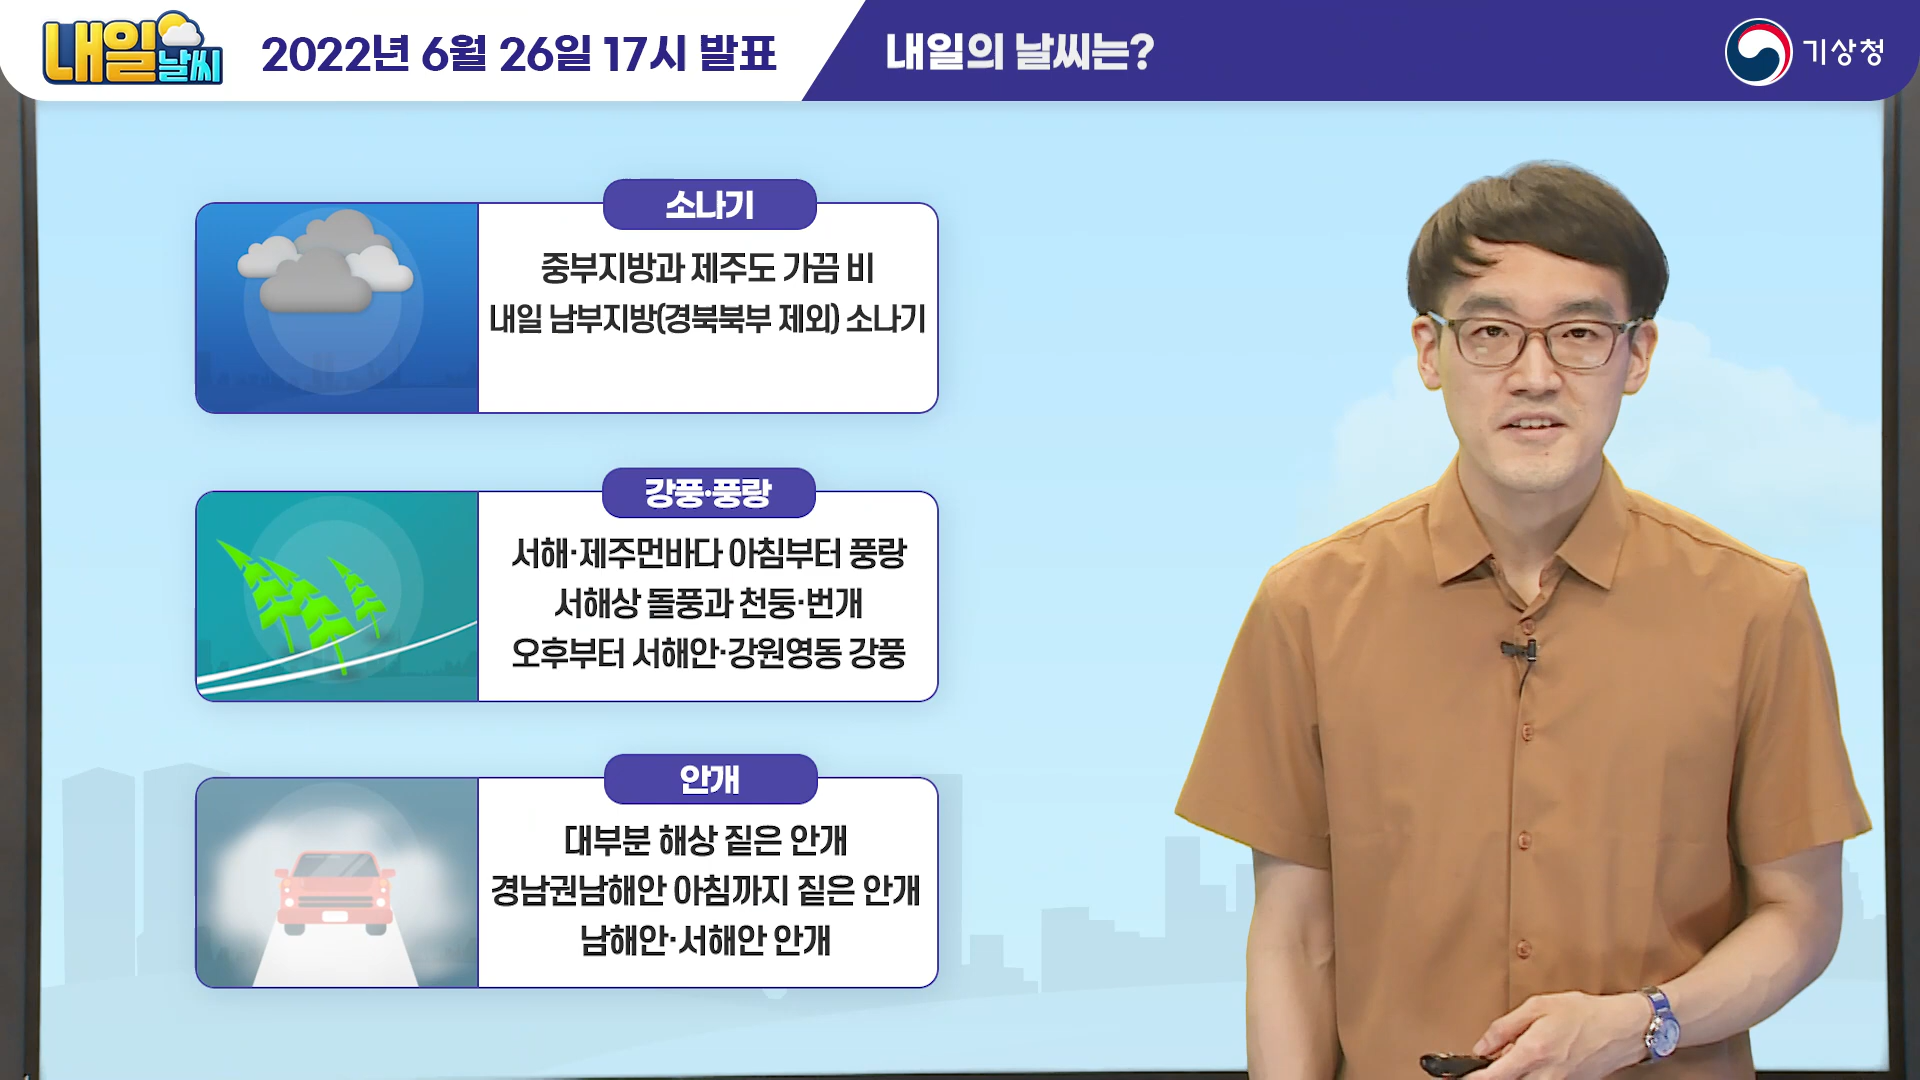 내일날씨
2022년 6월 26일 17시 발표
내일의 날씨는?
기상청
소나기
중부지방과 제주도 가끔 비
내일 남부지방(경북북부 제외) 소나기
강풍·풍랑
서해·제주먼바다 아침부터 풍랑
서해상 돌풍과 천둥·번개
오후부터 서해안·강원영동 강풍
안개
대부분 해상 짙은 안개
경남권남해안 아침까지 짙은 안개
남해안·서해안 안개